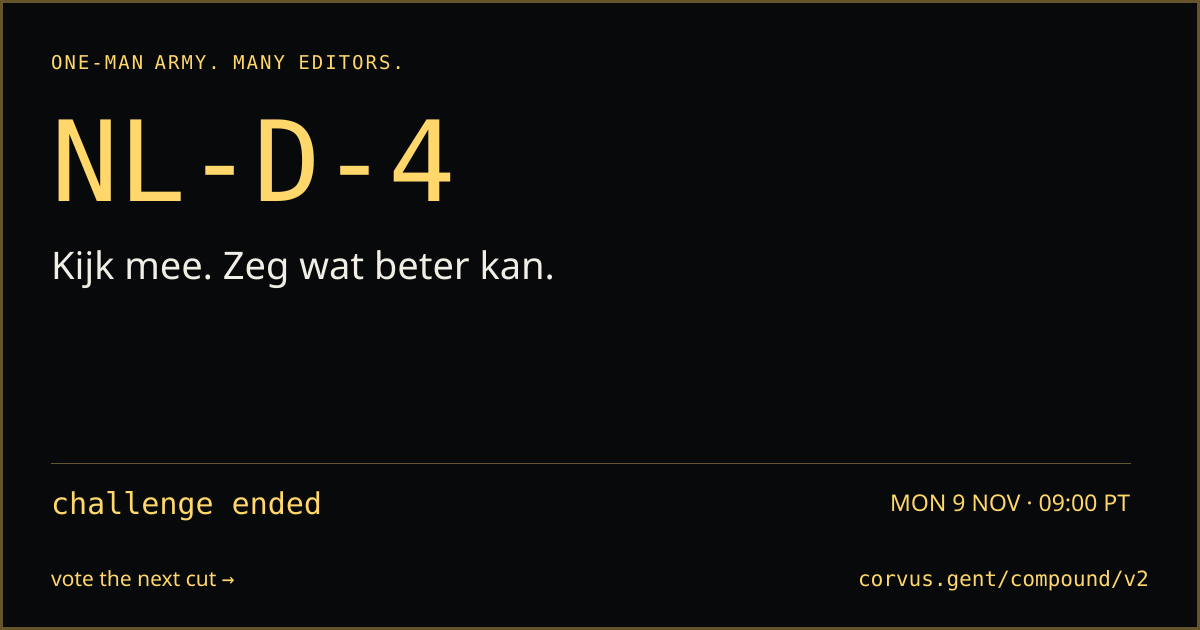 ONE-MAN ARMY. MANY EDITORS.
NL-D-4
Kijk mee. Zeg wat beter kan.
challenge ended
MON 9 NOV · 09:00 PT
vote the next cut →
corvus.gent/compound/v2